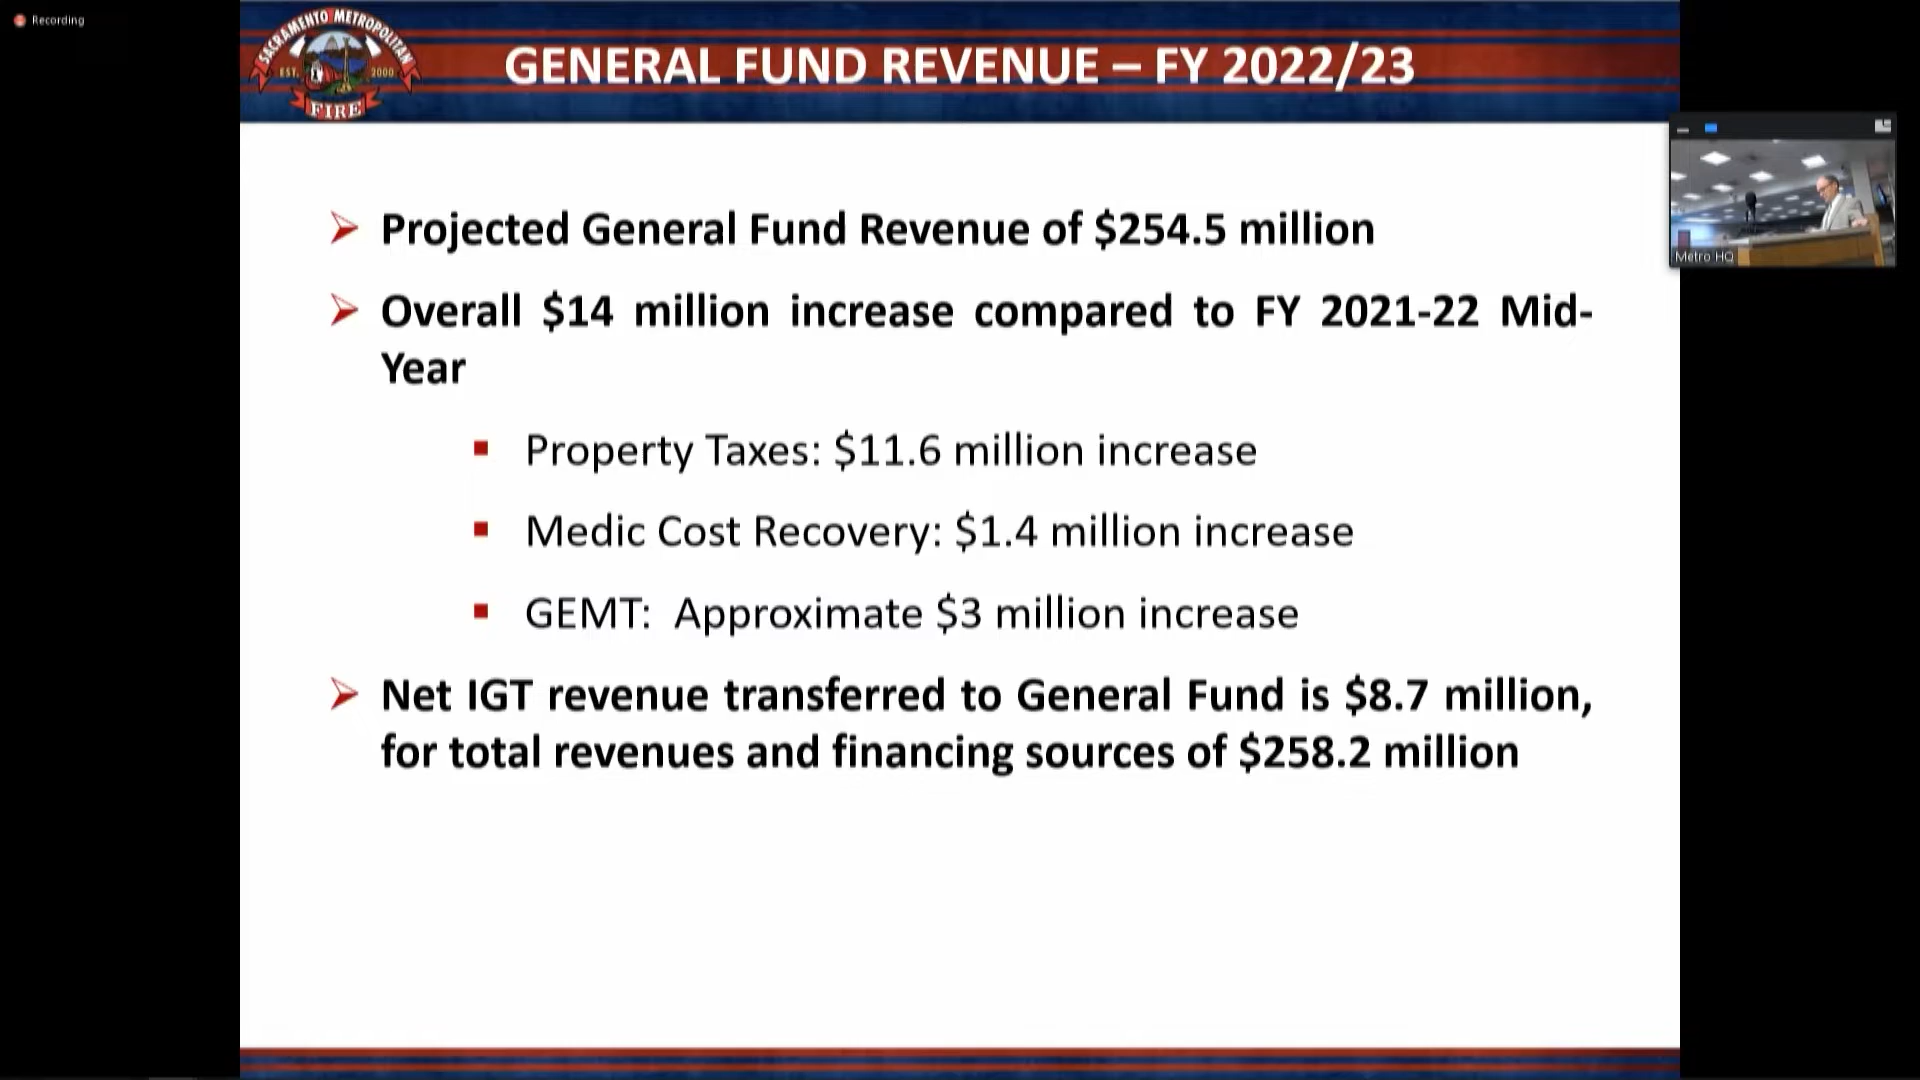 Recording
SACRAMENTO METROPOLITAN
EST. 2000
FIRE
GENERAL FUND REVENUE – FY 2022/23
Projected General Fund Revenue of $254.5 million
Overall $14 million increase compared to FY 2021-22 Mid-
Year
Property Taxes: $11.6 million increase
Medic Cost Recovery: $1.4 million increase
GEMT: Approximate $3 million increase
Net IGT revenue transferred to General Fund is $8.7 million,
for total revenues and financing sources of $258.2 million
Metro HQ